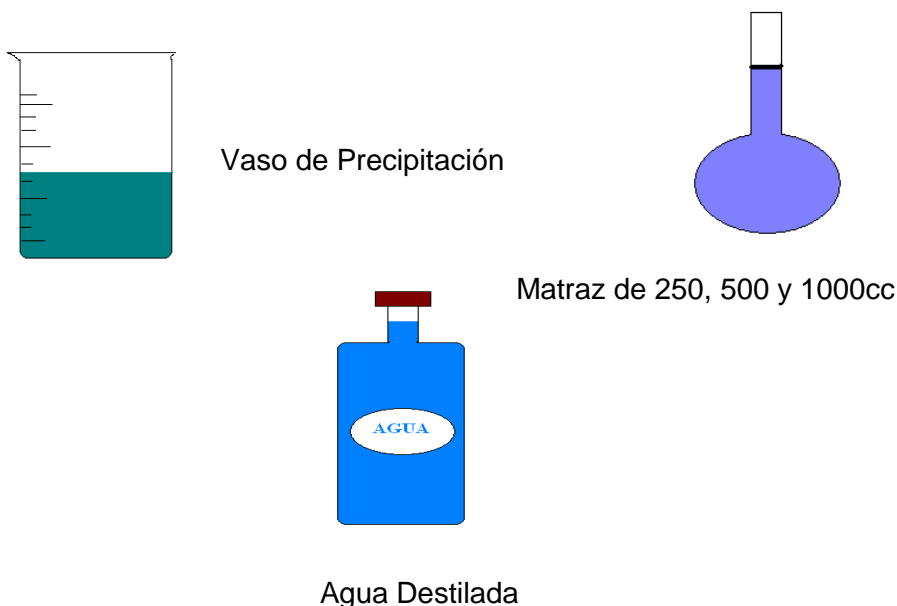 Vaso de Precipitación
Matraz de 250, 500 y 1000cc
AGUA
Agua Destilada